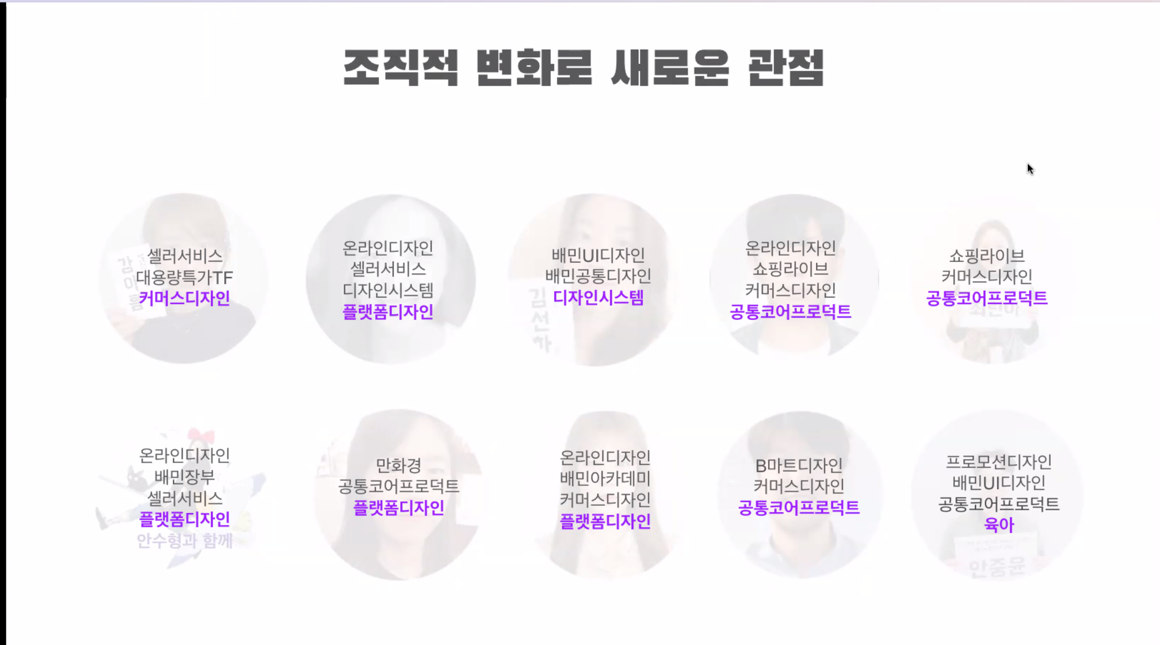 조직적 변화로 새로운 관점
셀러서비스
대용량특가TF
커머스디자인
온라인디자인
셀러서비스
디자인시스템
플랫폼디자인
배민UI디자인
배민공통디자인
디자인시스템
온라인디자인
쇼핑라이브
커머스디자인
공통코어프로덕트
쇼핑라이브
커머스디자인
공통코어프로덕트
온라인디자인
배민장부
셀러서비스
플랫폼디자인
안수형과 함께
만화경
공통코어프로덕트
플랫폼디자인
온라인디자인
배민아카데미
커머스디자인
플랫폼디자인
B마트디자인
커머스디자인
공통코어프로덕트
프로모션디자인
배민UI디자인
공통코어프로덕트
육아
안중윤